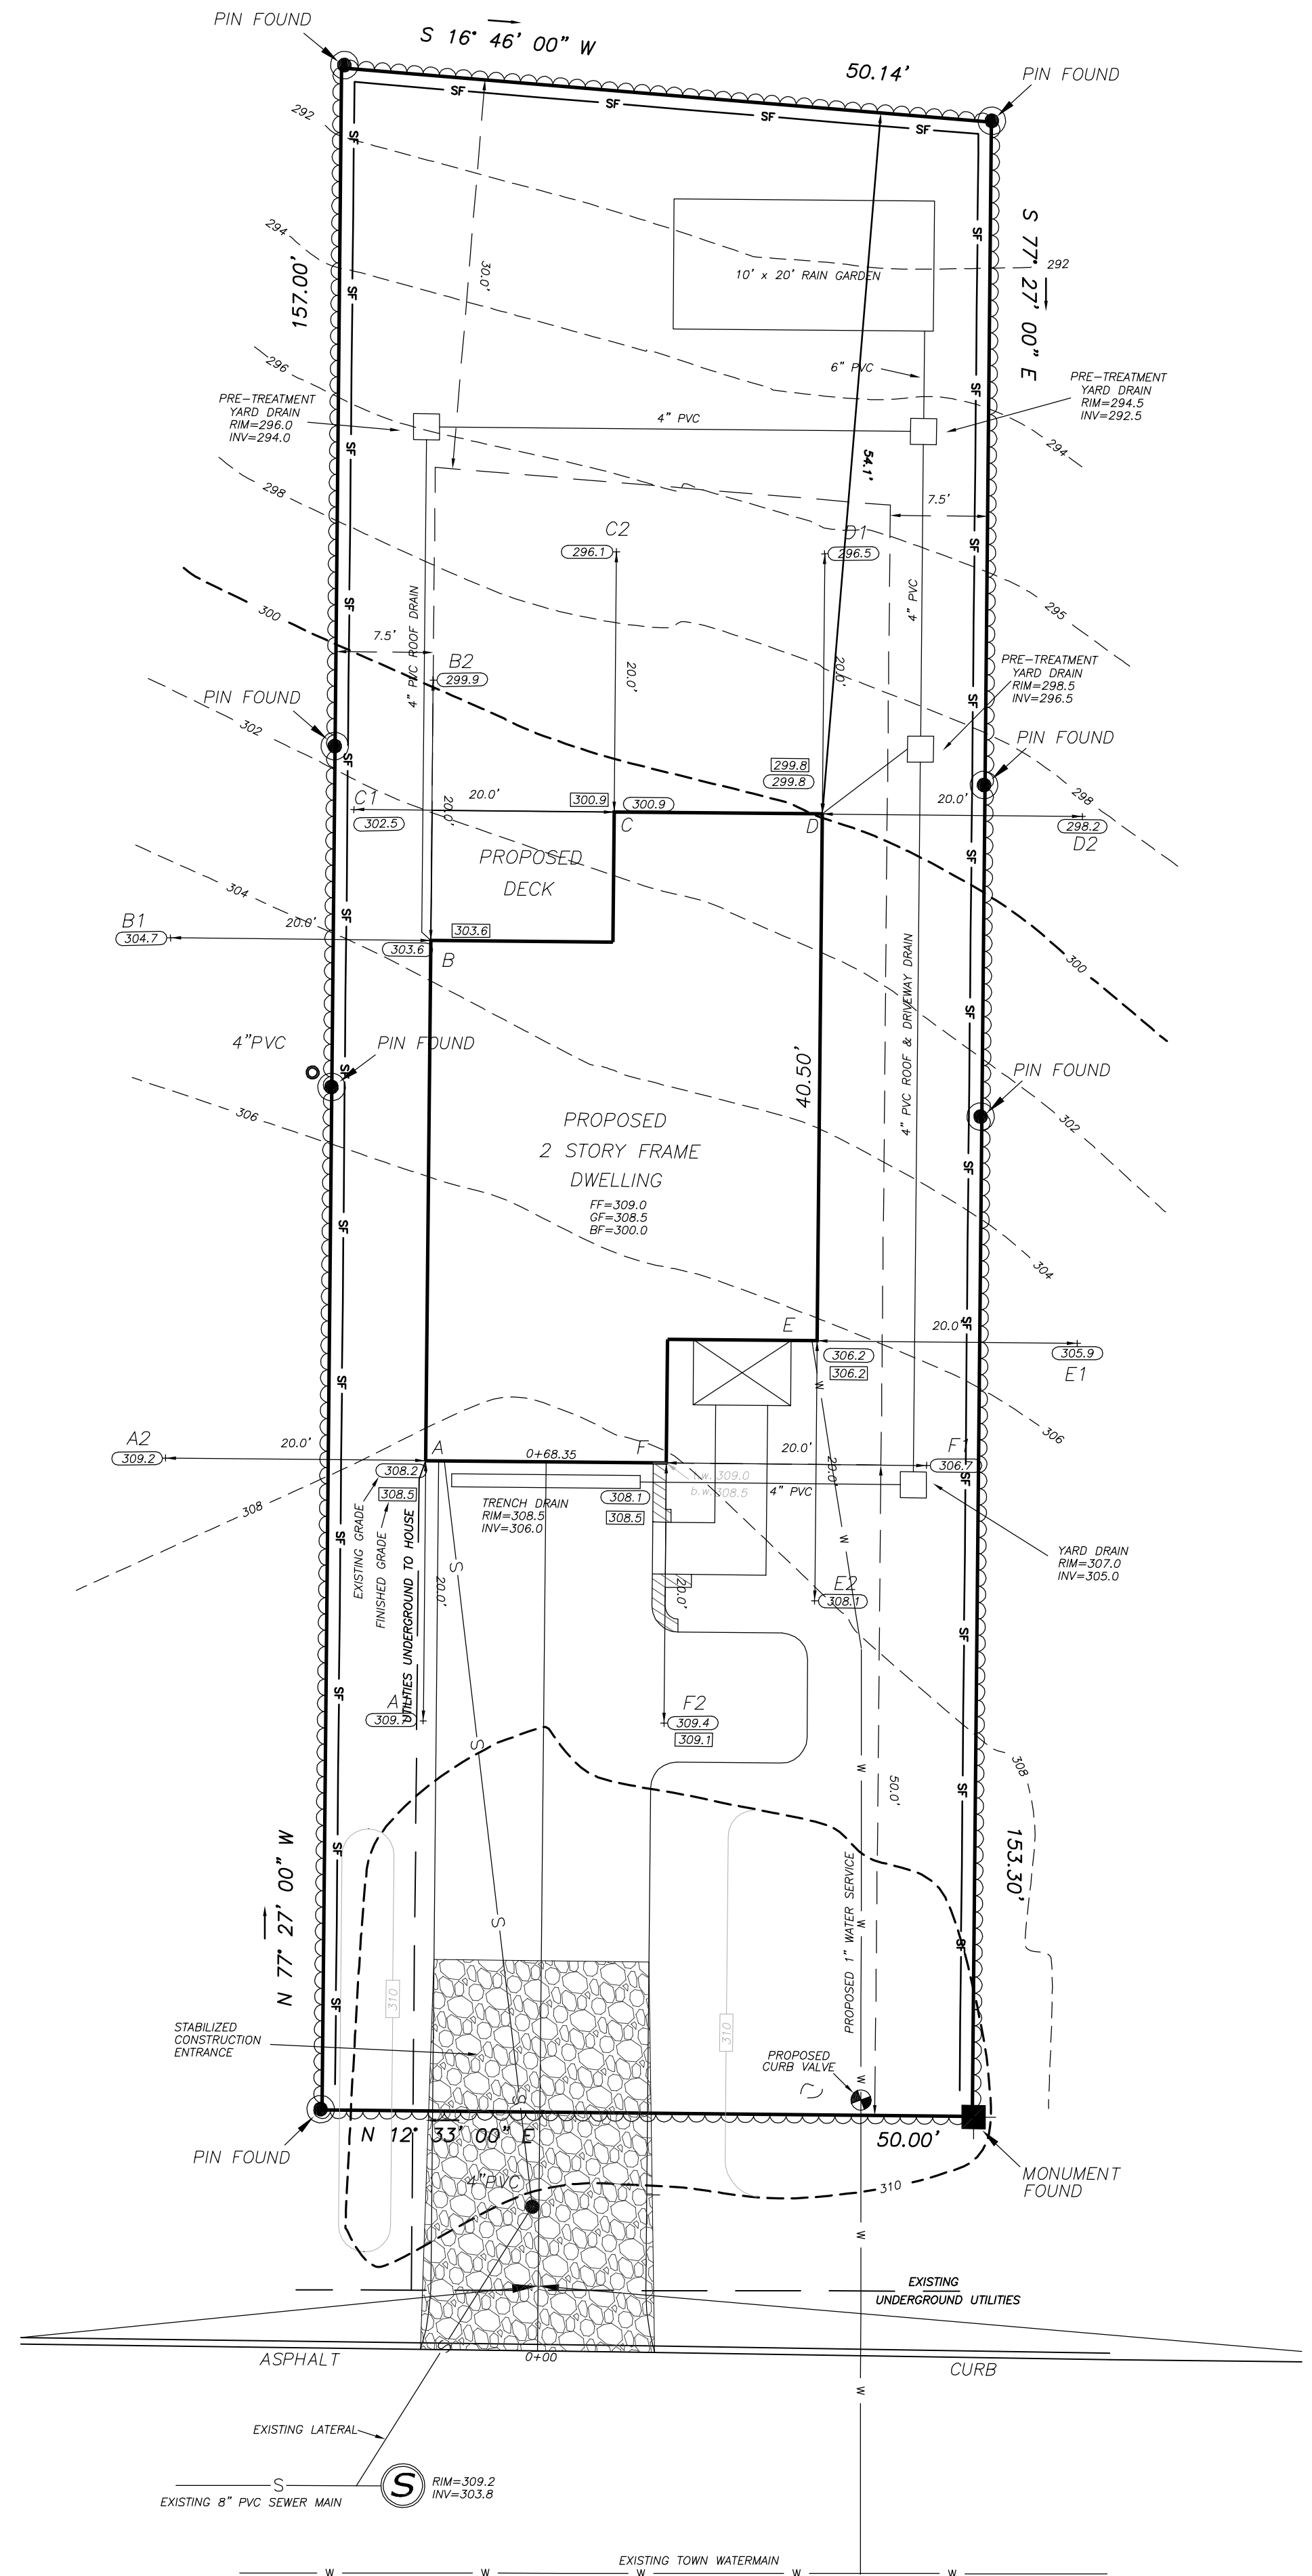 PIN FOUND
S 16° 46' 00" W
50.14'
PIN FOUND
SF SF SF SF
292
294
157.00'
30.0'
10' x 20' RAIN GARDEN
S 77° 27' 00" E
292
296
6" PVC
PRE-TREATMENT
YARD DRAIN
RIM=296.0
INV=294.0
4" PVC
PRE-TREATMENT
YARD DRAIN
RIM=294.5
INV=292.5
294
298
54.1'
7.5'
C2
296.1
D1
296.5
295
300
7.5'
4" PVC ROOF DRAIN
4" PVC
B2
299.9
20.0'
20.0'
PRE-TREATMENT
YARD DRAIN
RIM=298.5
INV=296.5
PIN FOUND
302
PIN FOUND
299.8
299.8
298
C1
302.5
20.0'
20.0'
300.9
300.9
C
D
20.0'
298.2
D2
PROPOSED
DECK
304
B1
304.7
20.0'
303.6
303.6
B
300
4"PVC
PIN FOUND
40.50'
4" PVC ROOF & DRIVEWAY DRAIN
PIN FOUND
306
302
PROPOSED
2 STORY FRAME
DWELLING
FF=309.0
GF=308.5
BF=300.0
304
E
306.2
306.2
20.0'
305.9
E1
306
A2
309.2
20.0'
A
0+68.35
F
20.0'
F1
306.7
308.2
308.5
308
TRENCH DRAIN
RIM=308.5
INV=306.0
308.1
308.5
t.w. 309.0
b.w. 308.5
4" PVC
20.0'
EXISTING GRADE
FINISHED GRADE
UTILITIES UNDERGROUND TO HOUSE
20.0'
20.0'
E2
308.1
YARD DRAIN
RIM=307.0
INV=305.0
309.7
F2
309.4
309.1
308
50.0'
N 77° 27' 00" W
153.30'
310
310
PROPOSED 1" WATER SERVICE
STABILIZED
CONSTRUCTION
ENTRANCE
PROPOSED
CURB VALVE
N 12° 33' 00" E
50.00'
PIN FOUND
4"PVC
310
MONUMENT
FOUND
EXISTING
UNDERGROUND UTILITIES
ASPHALT
0+00
CURB
EXISTING LATERAL
S
S
RIM=309.2
INV=303.8
EXISTING 8" PVC SEWER MAIN
EXISTING TOWN WATERMAIN
W W W W W